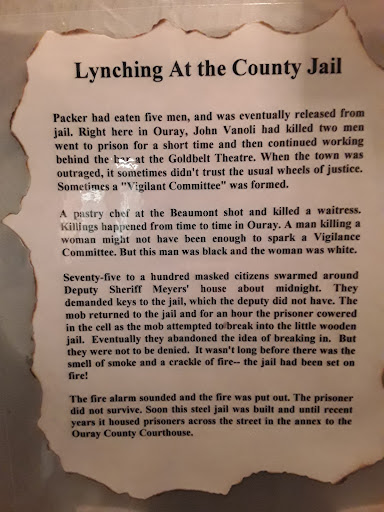 Lynching At the County Jail
Packer had eaten five men, and was eventually released from
jail. Right here in Ouray, John Vanoli had killed two men
went to prison for a short time and then continued working
behind the bar at the Goldbelt Theatre. When the town was
outraged, it sometimes didn't trust the usual wheels of justice.
Sometimes a "Vigilant Committee" was formed.
A pastry chef at the Beaumont shot and killed a waitress.
Killings happened from time to time in Ouray. A man killing a
woman might not have been enough to spark a Vigilance
Committee. But this man was black and the woman was white.
Seventy-five to a hundred masked citizens swarmed around
Deputy Sheriff Meyers' house about midnight. They
demanded keys to the jail, which the deputy did not have. The
mob returned to the jail and for an hour the prisoner cowered
in the cell as the mob attempted to break into the little wooden
jail. Eventually they abandoned the idea of breaking in. But
they were not to be denied. It wasn't long before there was the
smell of smoke and a crackle of fire-- the jail had been set on
fire!
The fire alarm sounded and the fire was put out. The prisoner
did not survive. Soon this steel jail was built and until recent
years it housed prisoners across the street in the annex to the
Ouray County Courthouse.